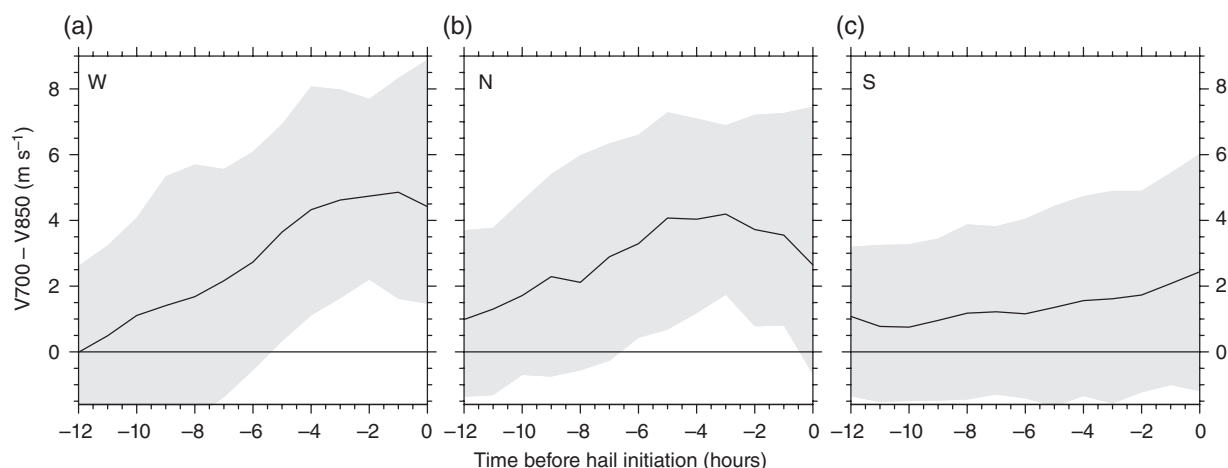 (a) (b) (c)
W N S
8 8
6 6
4 4
2 2
0 0
V700 – V850 (m s⁻¹)
–12 –10 –8 –6 –4 –2 0 –12 –10 –8 –6 –4 –2 0 –12 –10 –8 –6 –4 –2 0
Time before hail initiation (hours)